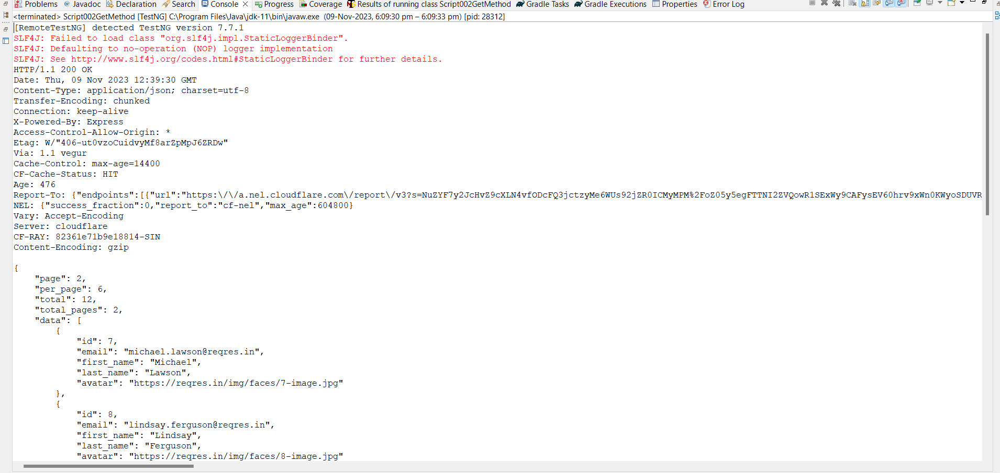 Problems @ Javadoc Declaration Search Console Progress Coverage Results of running class Script002GetMethod Gradle Tasks Gradle Executions Properties Error Log
<terminated> Script002GetMethod [TestNG] C:\Program Files\Java\jdk-11\bin\javaw.exe (09-Nov-2023, 6:09:30 pm – 6:09:33 pm) [pid: 28312]
[RemoteTestNG] detected TestNG version 7.7.1
SLF4J: Failed to load class "org.slf4j.impl.StaticLoggerBinder".
SLF4J: Defaulting to no-operation (NOP) logger implementation
SLF4J: See http://www.slf4j.org/codes.html#StaticLoggerBinder for further details.
HTTP/1.1 200 OK
Date: Thu, 09 Nov 2023 12:39:30 GMT
Content-Type: application/json; charset=utf-8
Transfer-Encoding: chunked
Connection: keep-alive
X-Powered-By: Express
Access-Control-Allow-Origin: *
Etag: W/"406-ut0vzoCuidvyMf8arZpMpJ6ZRDw"
Via: 1.1 vegur
Cache-Control: max-age=14400
CF-Cache-Status: HIT
Age: 476
Report-To: {"endpoints":[{"url":"https:\/\/a.nel.cloudflare.com\/report\/v3?s=NuZYF7y2JcHvZ9cXLN4vfODcFQ3jctzyMe6WUs92jZR0ICMyMPM%2FoZ05y5egFTTNI2ZVQowR1SExWy9CAFysEV60hrv9xWn0KWyoSDUVR
NEL: {"success_fraction":0,"report_to":"cf-nel","max_age":604800}
Vary: Accept-Encoding
Server: cloudflare
CF-RAY: 82361e71b9e18814-SIN
Content-Encoding: gzip
{
"page": 2,
"per_page": 6,
"total": 12,
"total_pages": 2,
"data": [
{
"id": 7,
"email": "michael.lawson@reqres.in",
"first_name": "Michael",
"last_name": "Lawson",
"avatar": "https://reqres.in/img/faces/7-image.jpg"
},
{
"id": 8,
"email": "lindsay.ferguson@reqres.in",
"first_name": "Lindsay",
"last_name": "Ferguson",
"avatar": "https://reqres.in/img/faces/8-image.jpg"